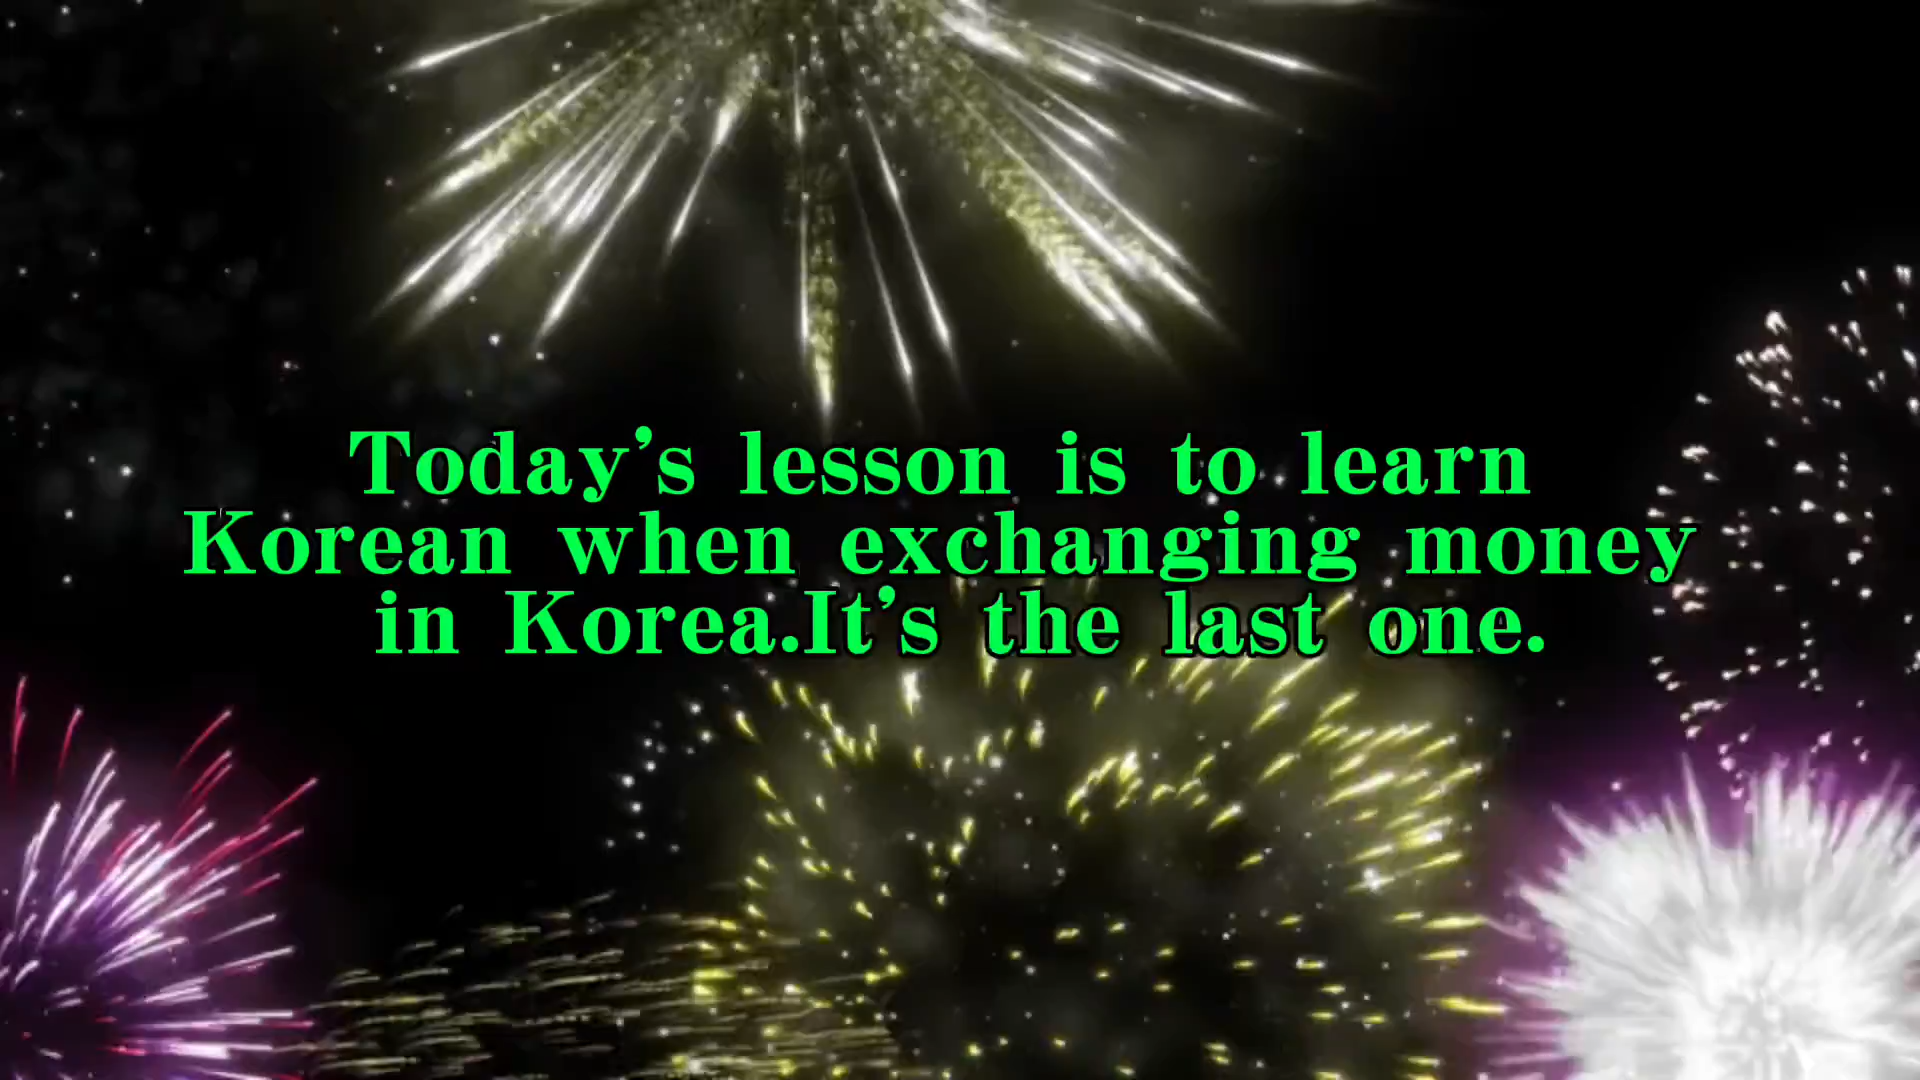 Today's lesson is to learn
Korean when exchanging money
in Korea.It's the last one.